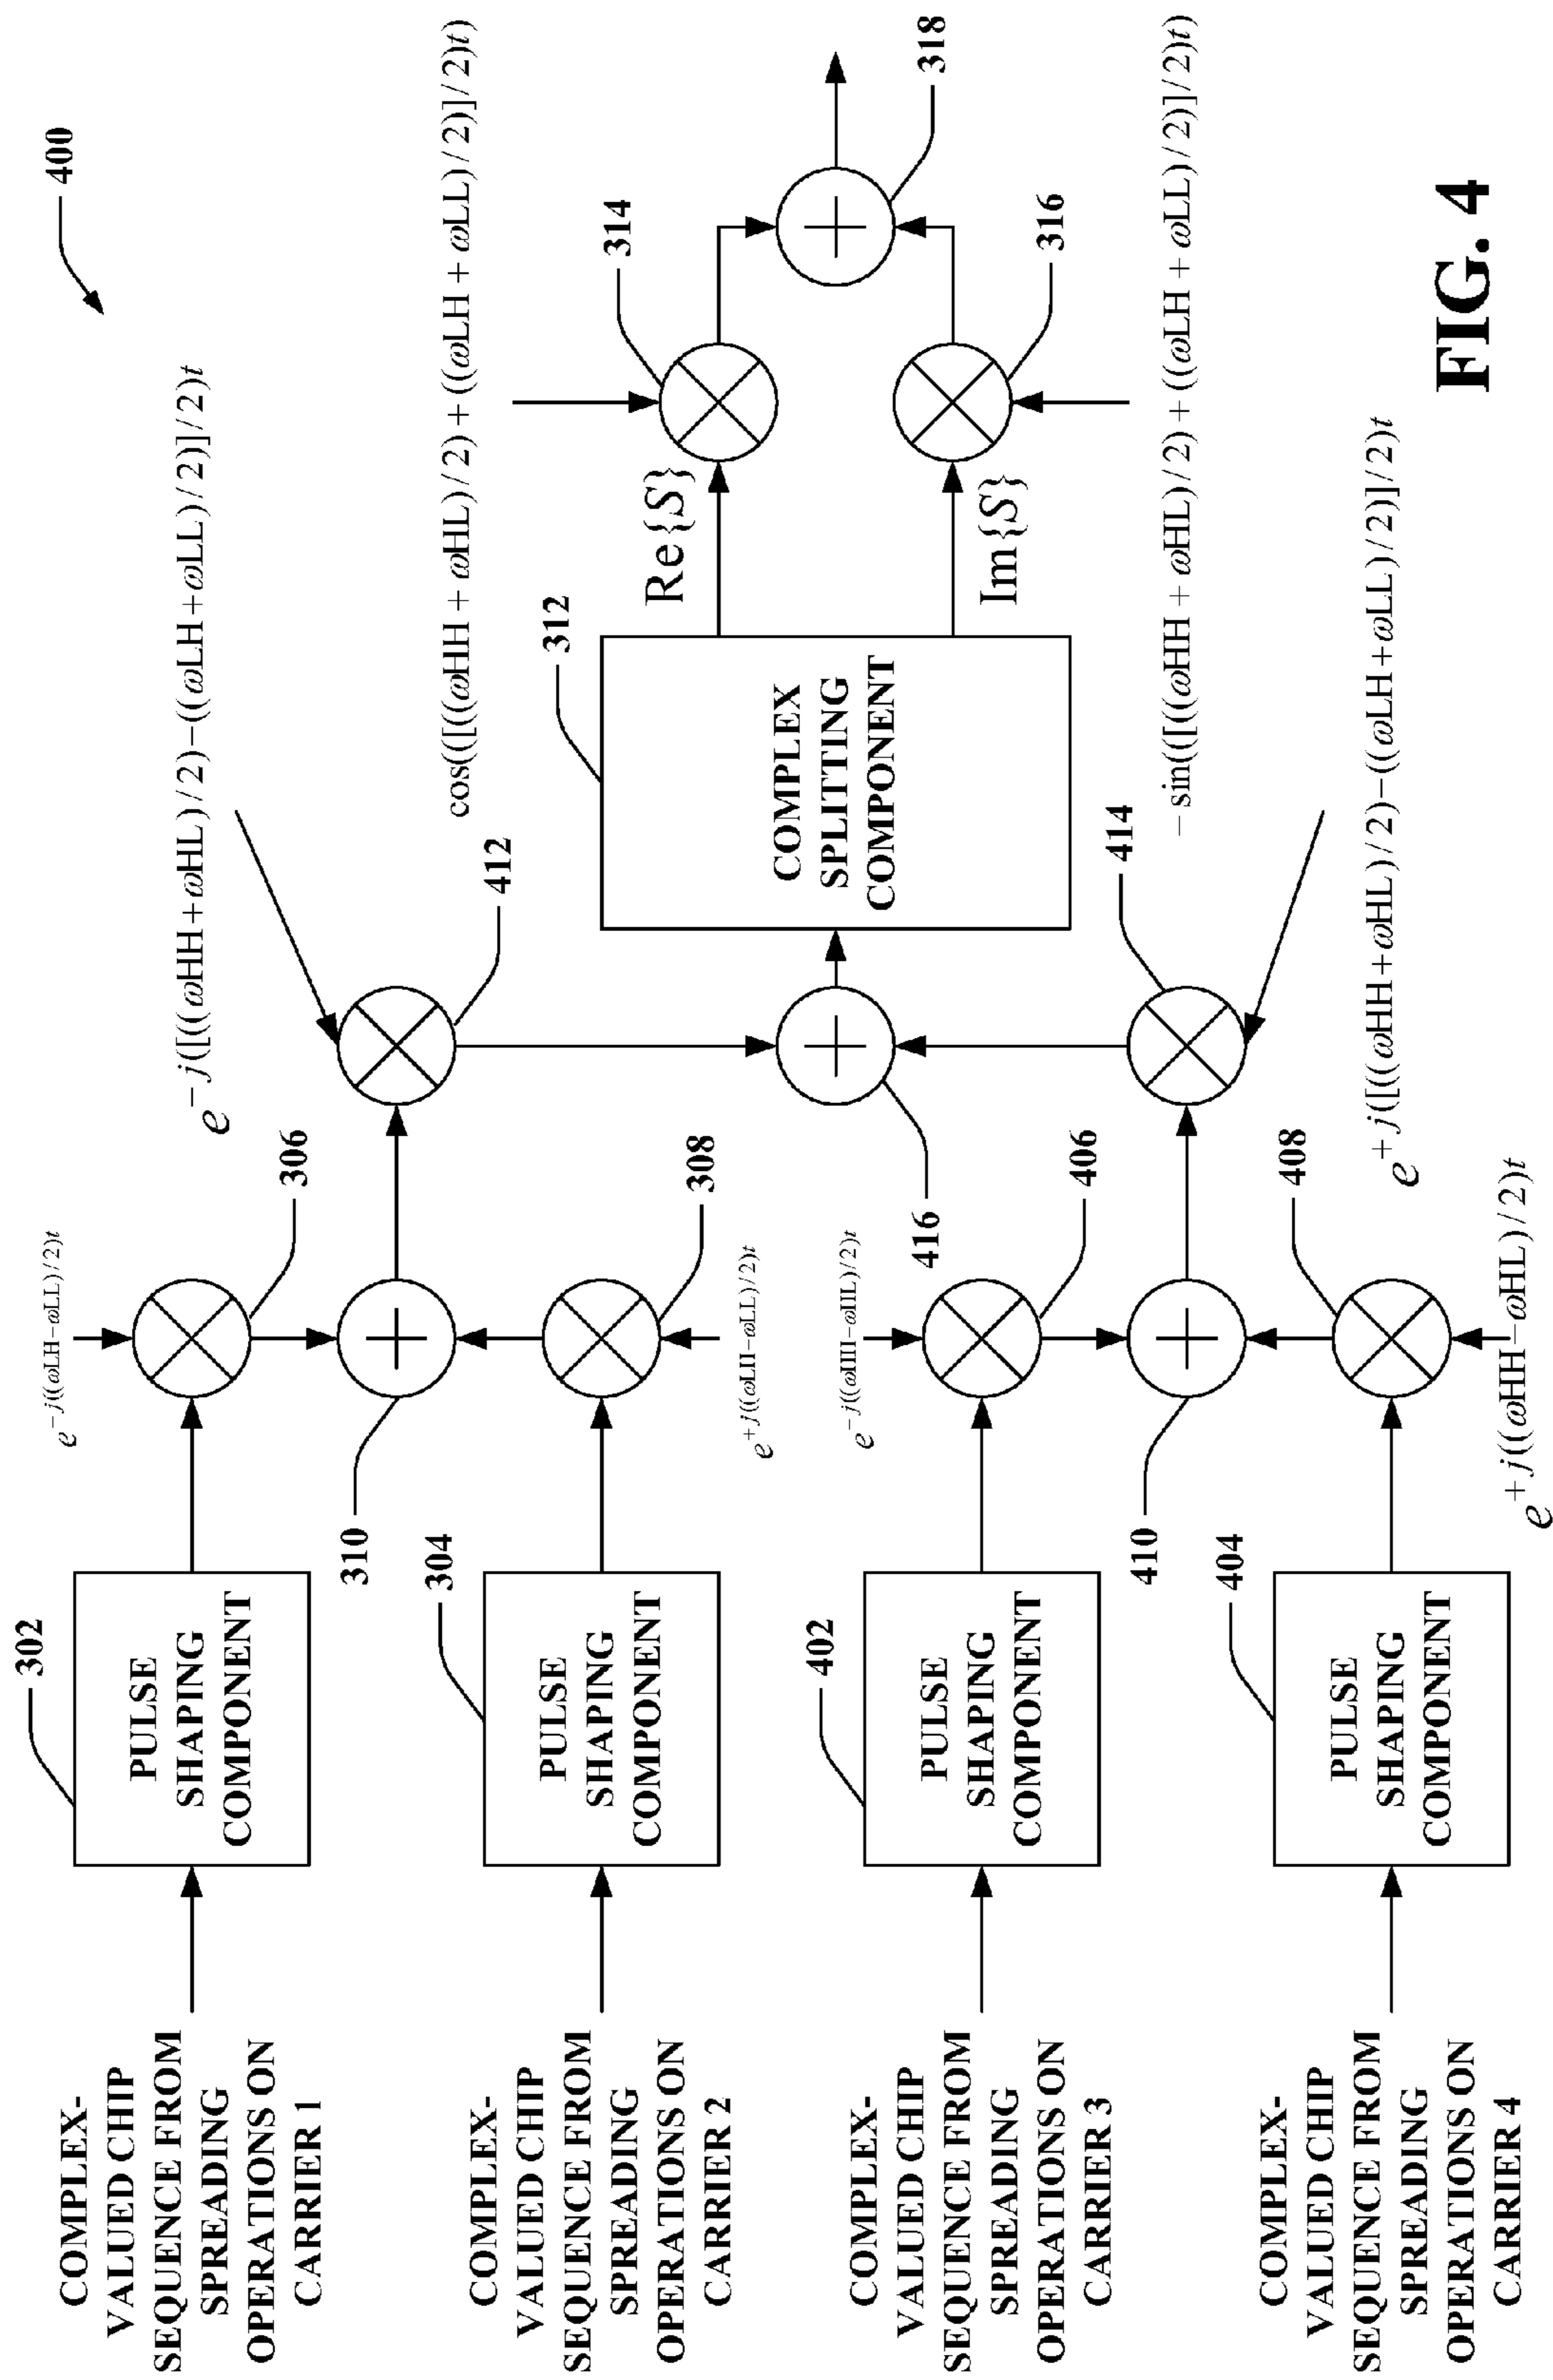 400
COMPLEX-
VALUED CHIP
SEQUENCE FROM
SPREADING
OPERATIONS ON
CARRIER 1
302
PULSE
SHAPING
COMPONENT
e^{-j((ωLH-ωLL)/2)t}
306
310
COMPLEX-
VALUED CHIP
SEQUENCE FROM
SPREADING
OPERATIONS ON
CARRIER 2
304
PULSE
SHAPING
COMPONENT
308
e^{+j((ωLH-ωLL)/2)t}
COMPLEX-
VALUED CHIP
SEQUENCE FROM
SPREADING
OPERATIONS ON
CARRIER 3
402
PULSE
SHAPING
COMPONENT
e^{-j((ωHH-ωHL)/2)t}
406
410
COMPLEX-
VALUED CHIP
SEQUENCE FROM
SPREADING
OPERATIONS ON
CARRIER 4
404
PULSE
SHAPING
COMPONENT
408
e^{+j((ωHH-ωHL)/2)t}
e^{-j([((ωHH+ωHL)/2)-((ωLH+ωLL)/2)]/2)t}
412
416
414
e^{+j([((ωHH+ωHL)/2)-((ωLH+ωLL)/2)]/2)t}
312
COMPLEX
SPLITTING
COMPONENT
Re{S}
Im{S}
cos(([((ωHH + ωHL)/2) + ((ωLH + ωLL)/2)]/2)t)
314
318
316
-sin(([((ωHH + ωHL)/2) + ((ωLH + ωLL)/2)]/2)t)
FIG. 4